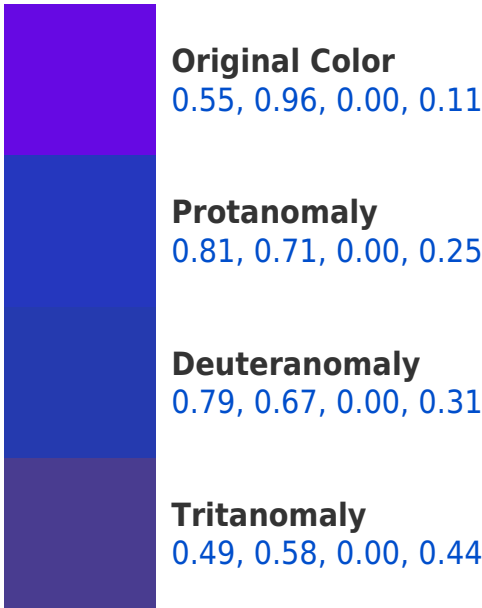 Original Color
0.55, 0.96, 0.00, 0.11
Protanomaly
0.81, 0.71, 0.00, 0.25
Deuteranomaly
0.79, 0.67, 0.00, 0.31
Tritanomaly
0.49, 0.58, 0.00, 0.44